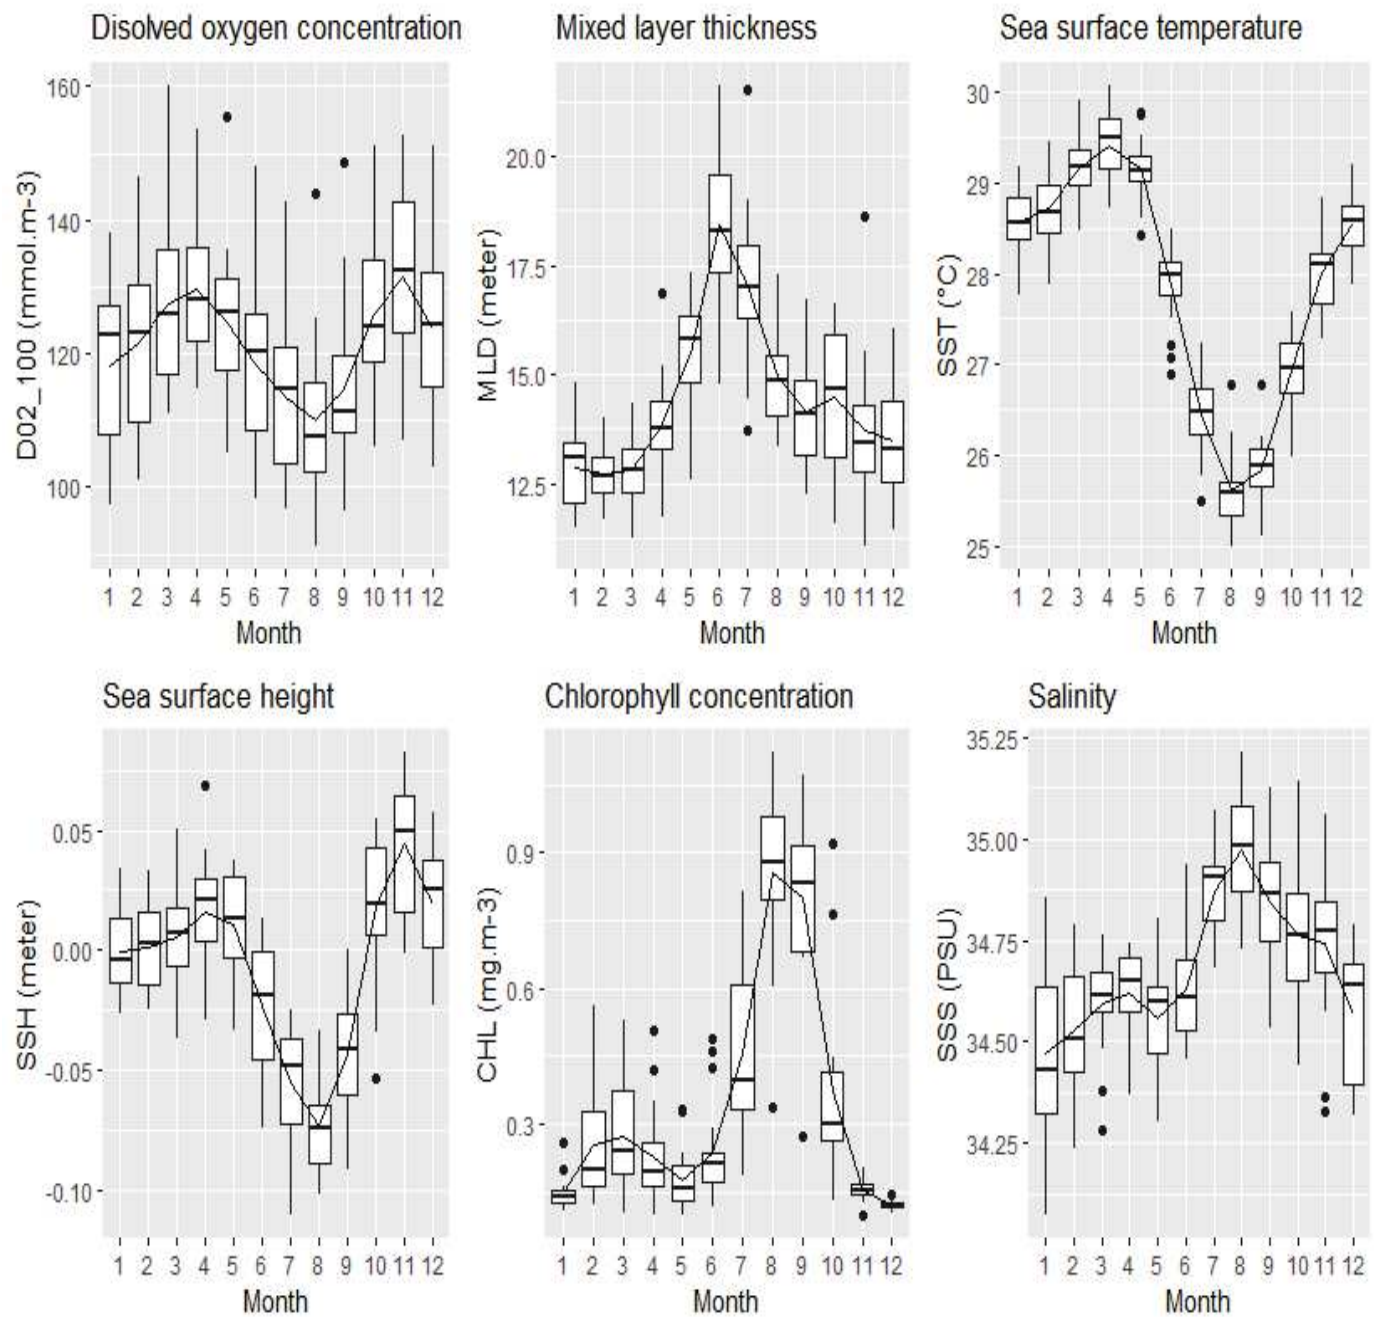 Disolved oxygen concentration
D02_100 (mmol.m-3)
160
140
120
100
1 2 3 4 5 6 7 8 9 10 11 12
Month
Mixed layer thickness
MLD (meter)
20.0
17.5
15.0
12.5
1 2 3 4 5 6 7 8 9 10 11 12
Month
Sea surface temperature
SST (°C)
30
29
28
27
26
25
1 2 3 4 5 6 7 8 9 10 11 12
Month
Sea surface height
SSH (meter)
0.05
0.00
-0.05
-0.10
1 2 3 4 5 6 7 8 9 10 11 12
Month
Chlorophyll concentration
CHL (mg.m-3)
0.9
0.6
0.3
1 2 3 4 5 6 7 8 9 10 11 12
Month
Salinity
SSS (PSU)
35.25
35.00
34.75
34.50
34.25
1 2 3 4 5 6 7 8 9 10 11 12
Month